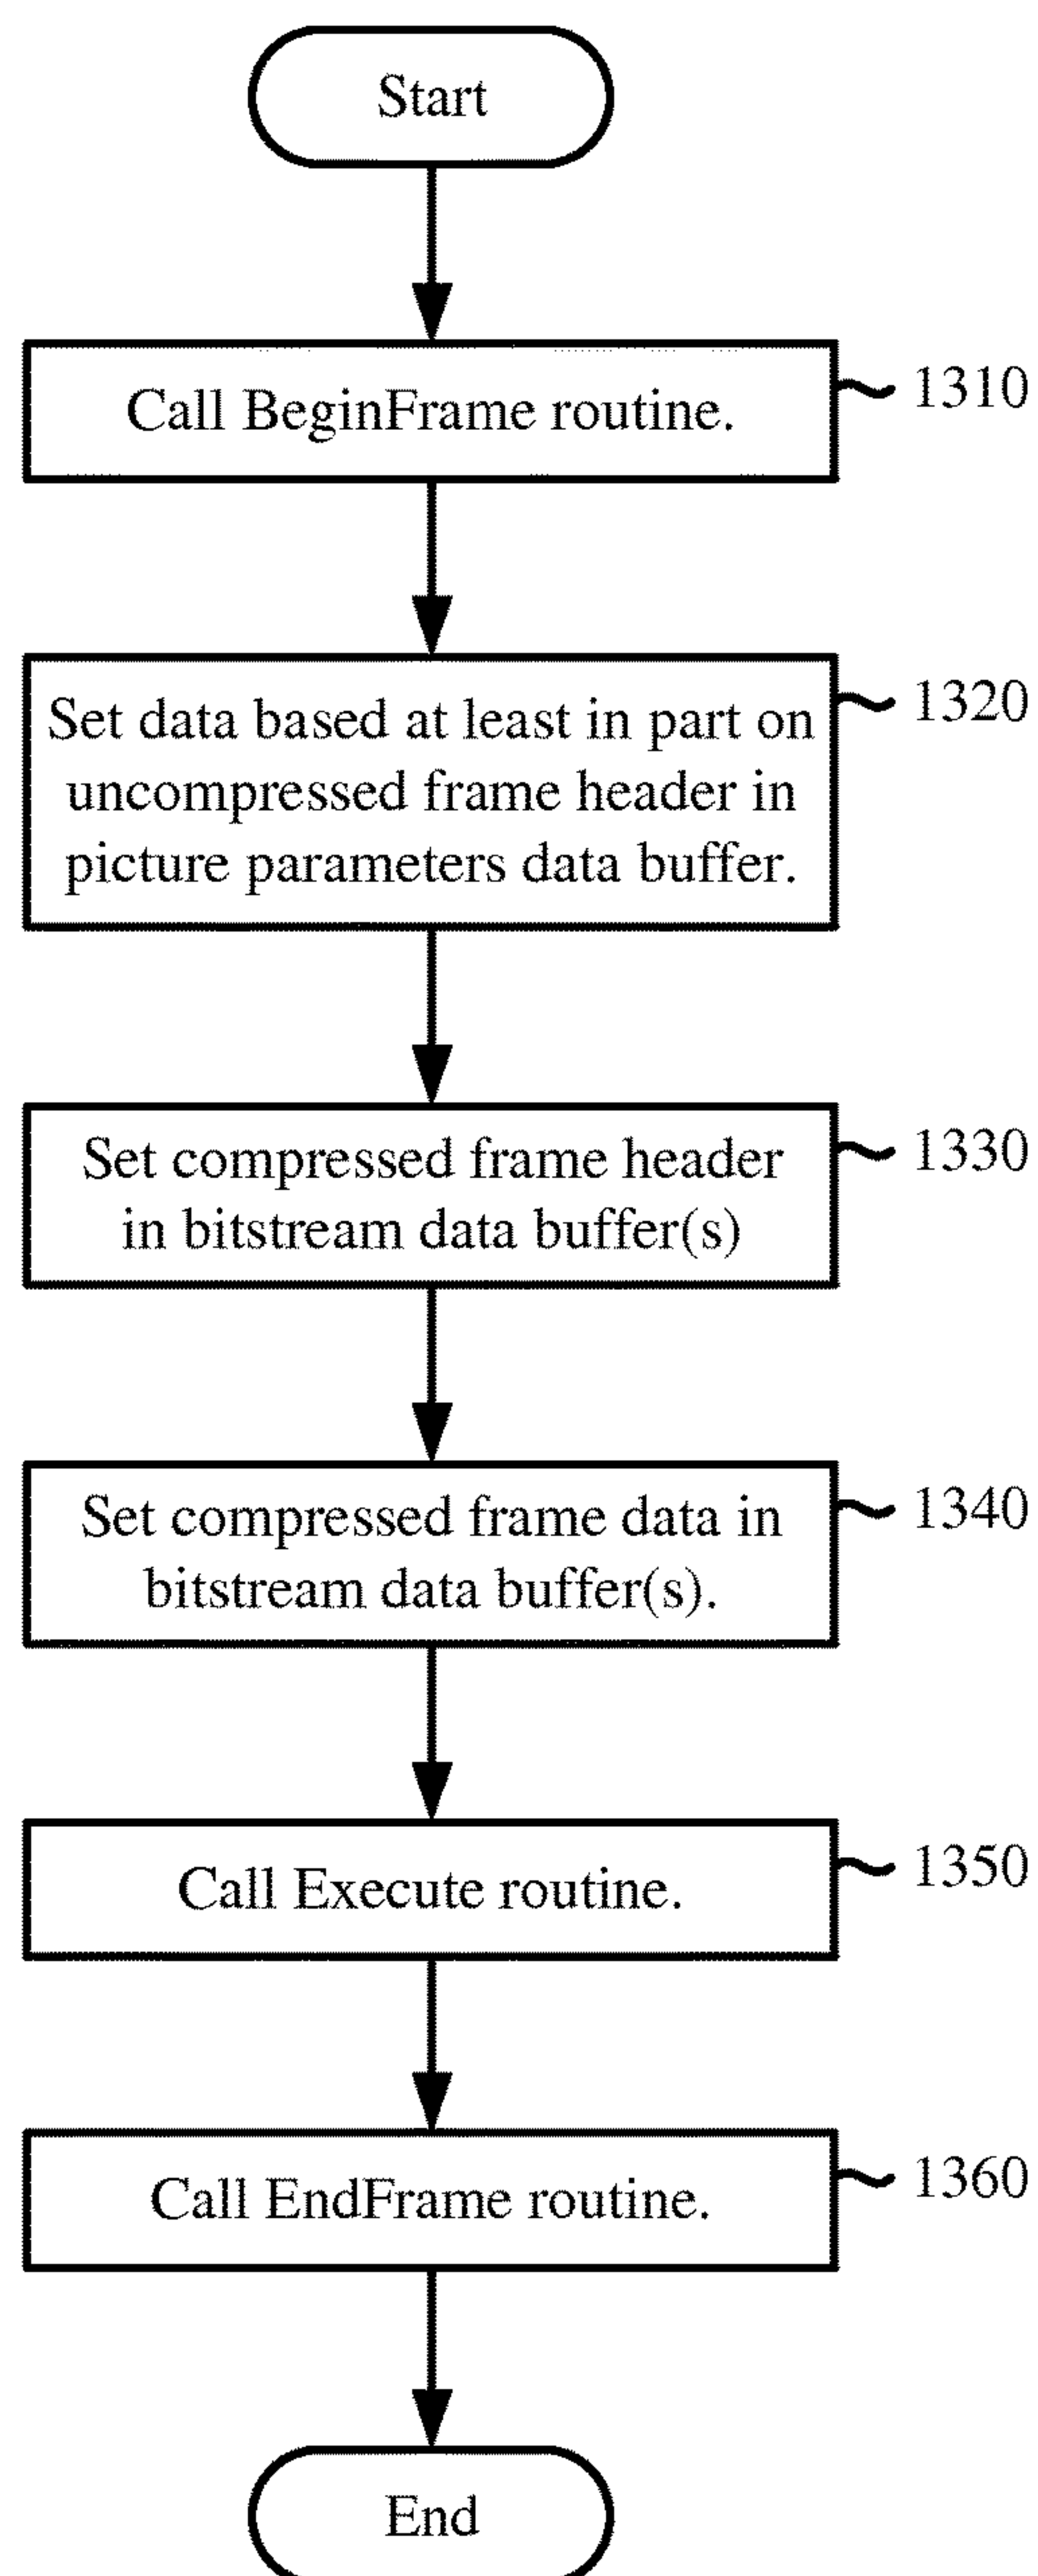 Start
Call BeginFrame routine.
1310
Set data based at least in part on
uncompressed frame header in
picture parameters data buffer.
1320
Set compressed frame header
in bitstream data buffer(s)
1330
Set compressed frame data in
bitstream data buffer(s).
1340
Call Execute routine.
1350
Call EndFrame routine.
1360
End